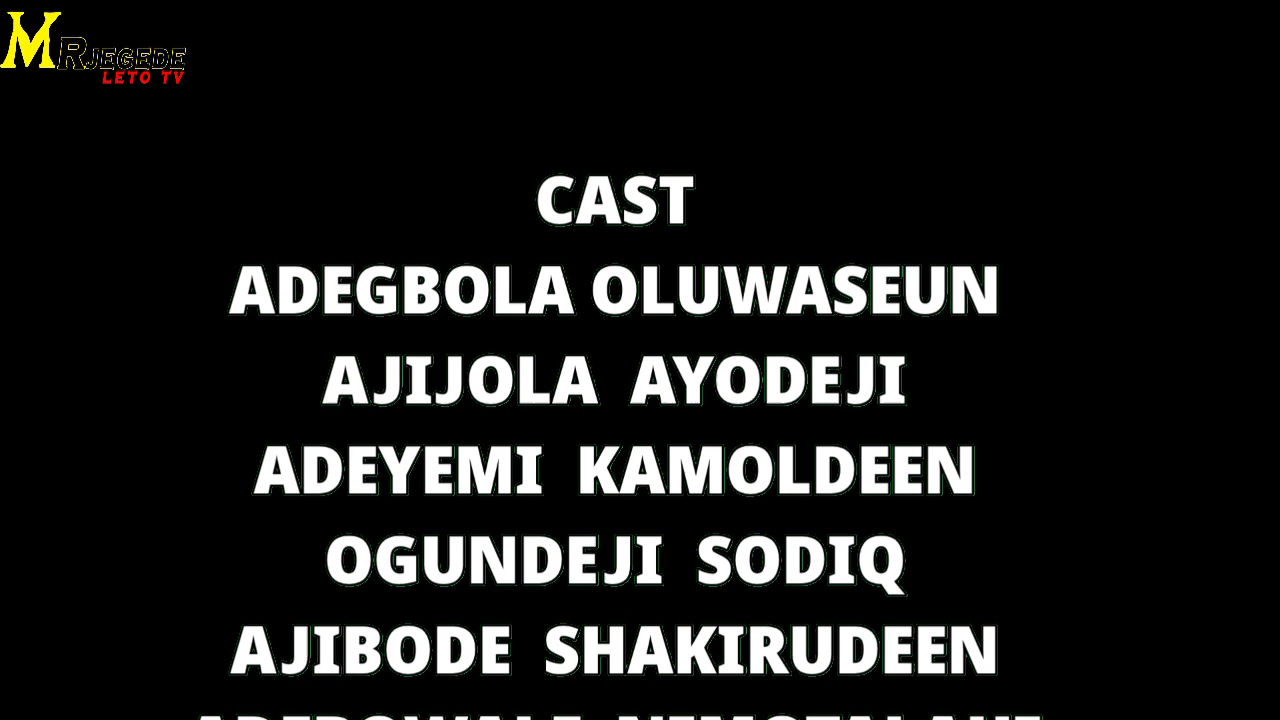 MRJEGEDE
LETO TV
CAST
ADEGBOLA OLUWASEUN
AJIJOLA AYODEJI
ADEYEMI KAMOLDEEN
OGUNDEJI SODIQ
AJIBODE SHAKIRUDEEN